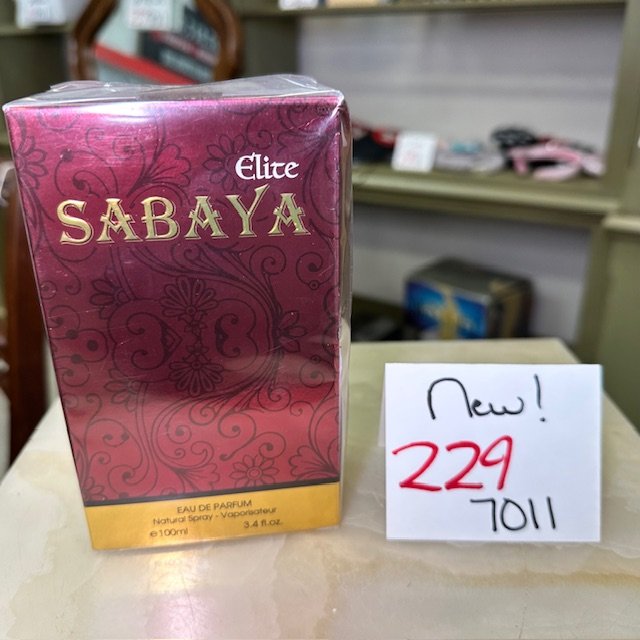 Elite
SABAYA
EAU DE PARFUM
Natural Spray - Vaporisateur
e100ml 3.4 fl.oz.
New!
229
7011